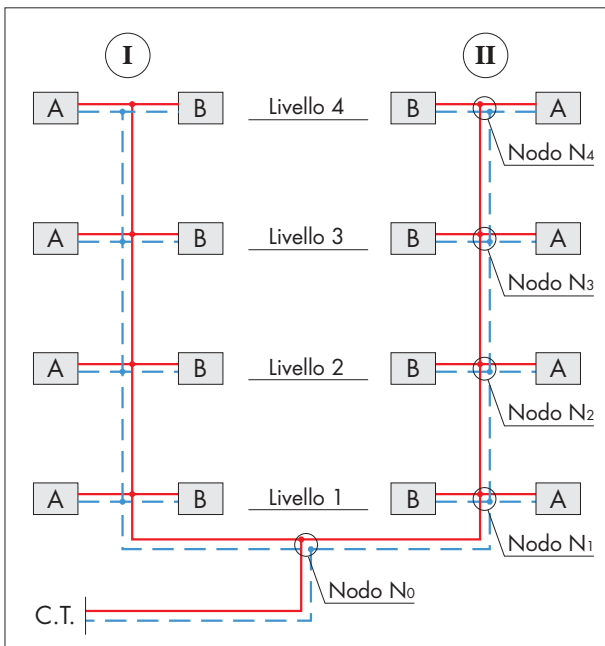 I II
A B Livello 4 B A
Nodo N4
A B Livello 3 B A
Nodo N3
A B Livello 2 B A
Nodo N2
A B Livello 1 B A
Nodo N1
Nodo N0
C.T.